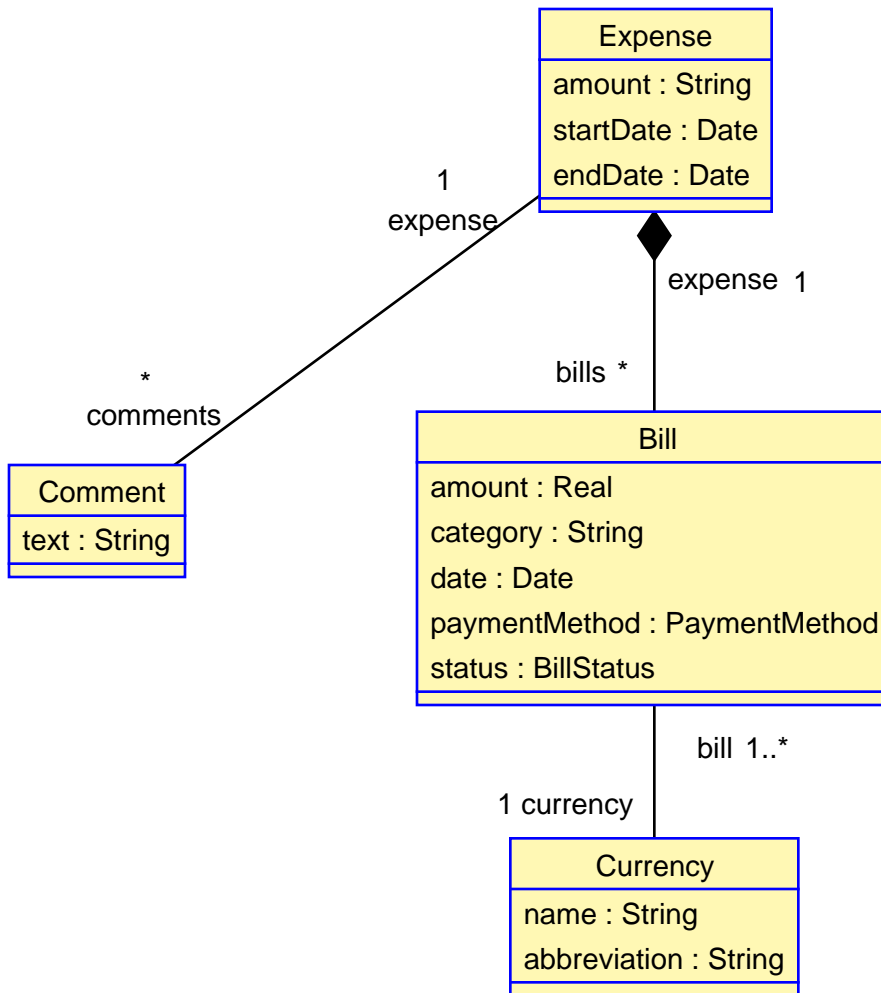 Expense
amount : String
startDate : Date
endDate : Date
1
expense
expense 1
*
comments
bills *
Bill
amount : Real
category : String
date : Date
paymentMethod : PaymentMethod
status : BillStatus
Comment
text : String
bill 1..*
1 currency
Currency
name : String
abbreviation : String